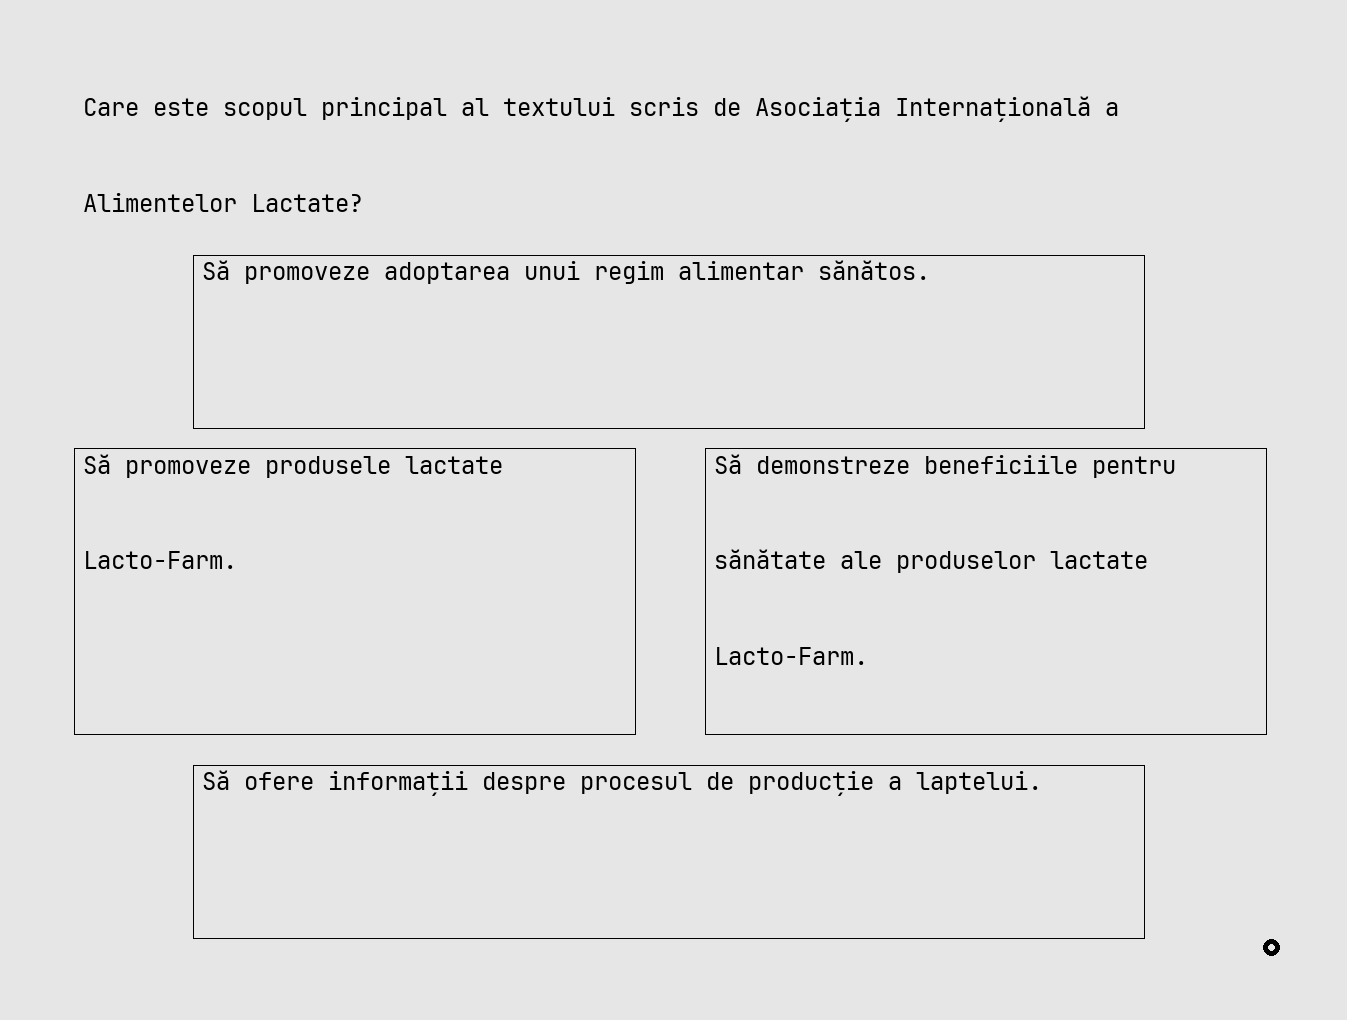 Care este scopul principal al textului scris de Asociația Internațională a
Alimentelor Lactate?
Să promoveze adoptarea unui regim alimentar sănătos.
Să promoveze produsele lactate
Lacto-Farm.
Să demonstreze beneficiile pentru
sănătate ale produselor lactate
Lacto-Farm.
Să ofere informații despre procesul de producție a laptelui.